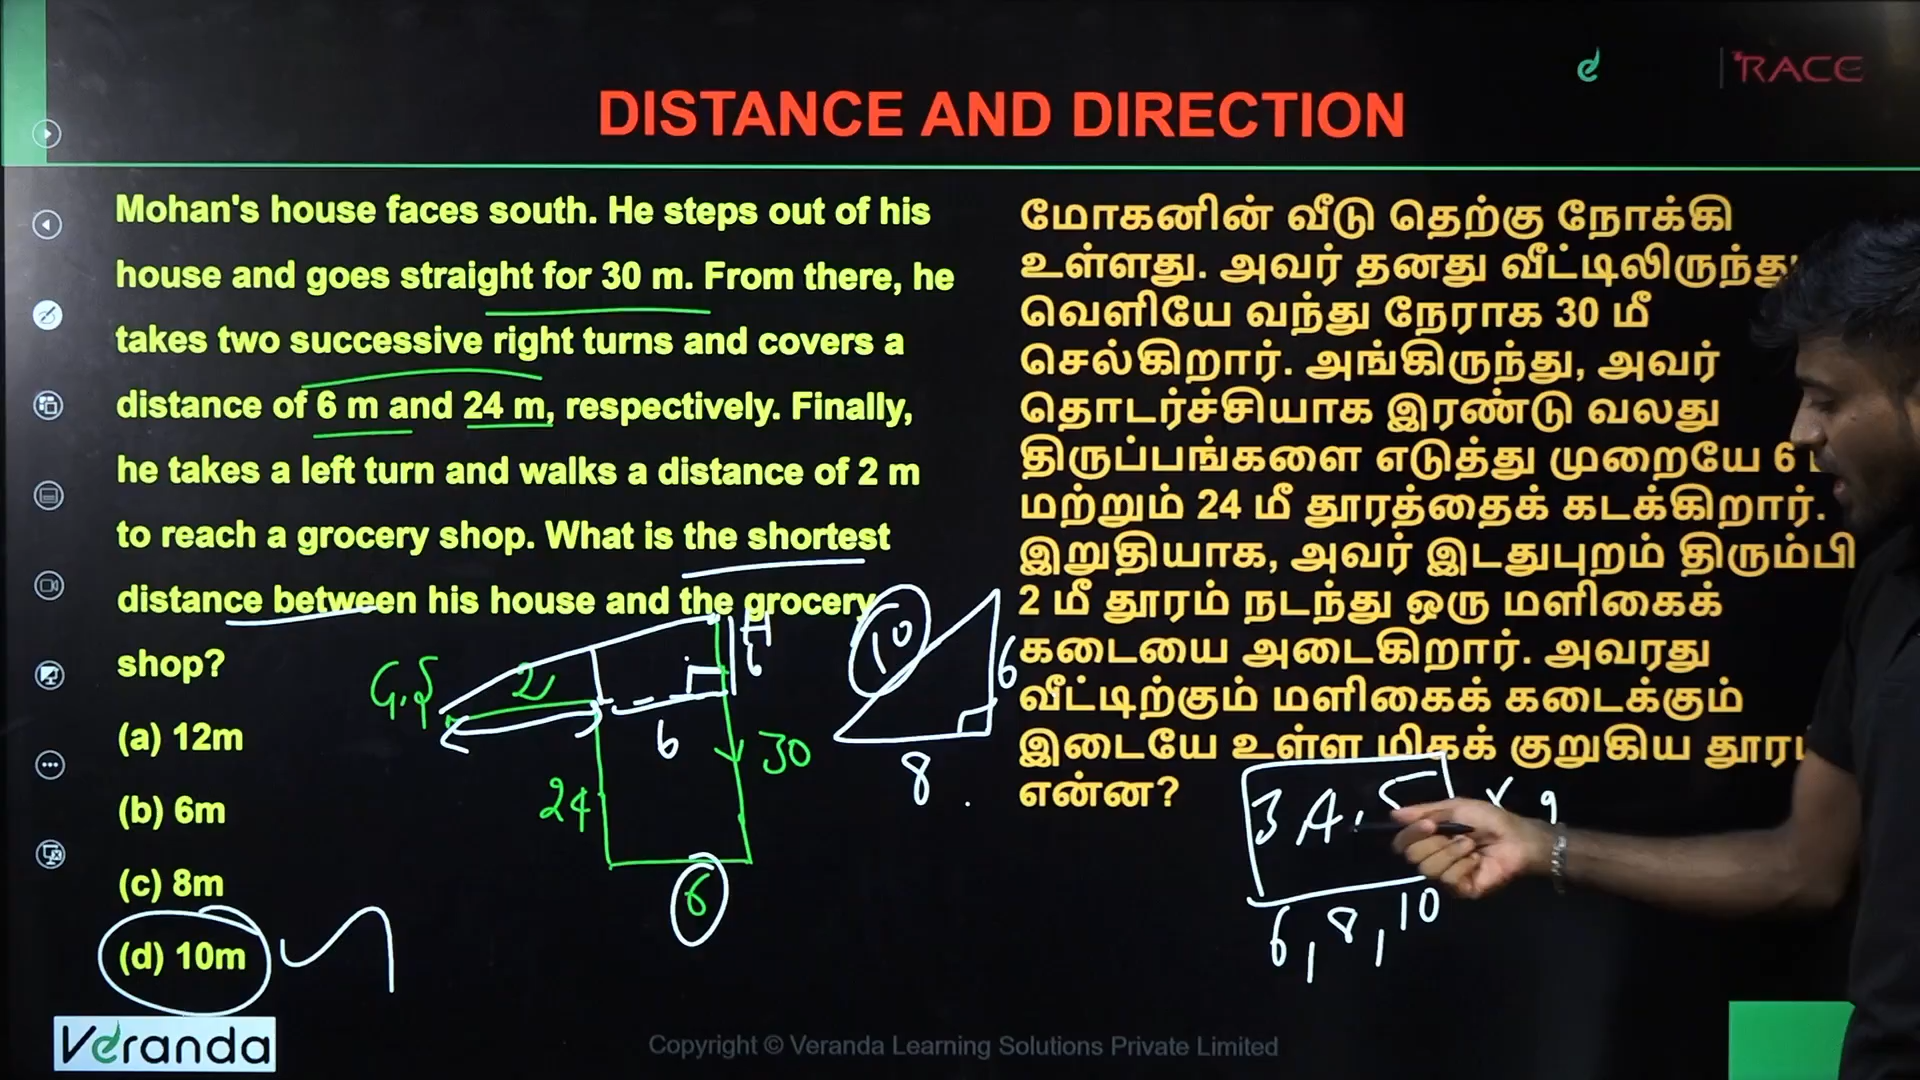 RACE
DISTANCE AND DIRECTION
Mohan's house faces south. He steps out of his
house and goes straight for 30 m. From there, he
takes two successive right turns and covers a
distance of 6 m and 24 m, respectively. Finally,
he takes a left turn and walks a distance of 2 m
to reach a grocery shop. What is the shortest
distance between his house and the grocery
shop?
(a) 12m
(b) 6m
(c) 8m
(d) 10m
மோகனின் வீடு தெற்கு நோக்கி
உள்ளது. அவர் தனது வீட்டிலிருந்து
வெளியே வந்து நேராக 30 மீ
செல்கிறார். அங்கிருந்து, அவர்
தொடர்ச்சியாக இரண்டு வலது
திருப்பங்களை எடுத்து முறையே 6
மற்றும் 24 மீ தூரத்தைக் கடக்கிறார்.
இறுதியாக, அவர் இடதுபுறம் திரும்பி
2 மீ தூரம் நடந்து ஒரு மளிகைக்
கடையை அடைகிறார். அவரது
வீட்டிற்கும் மளிகைக் கடைக்கும்
இடையே உள்ள மிகக் குறுகிய
என்ன?
G.S
2
H
6
6
30
24
6
10
6
8
3 4, 5
6, 8, 10
Veranda
Copyright © Veranda Learning Solutions Private Limited